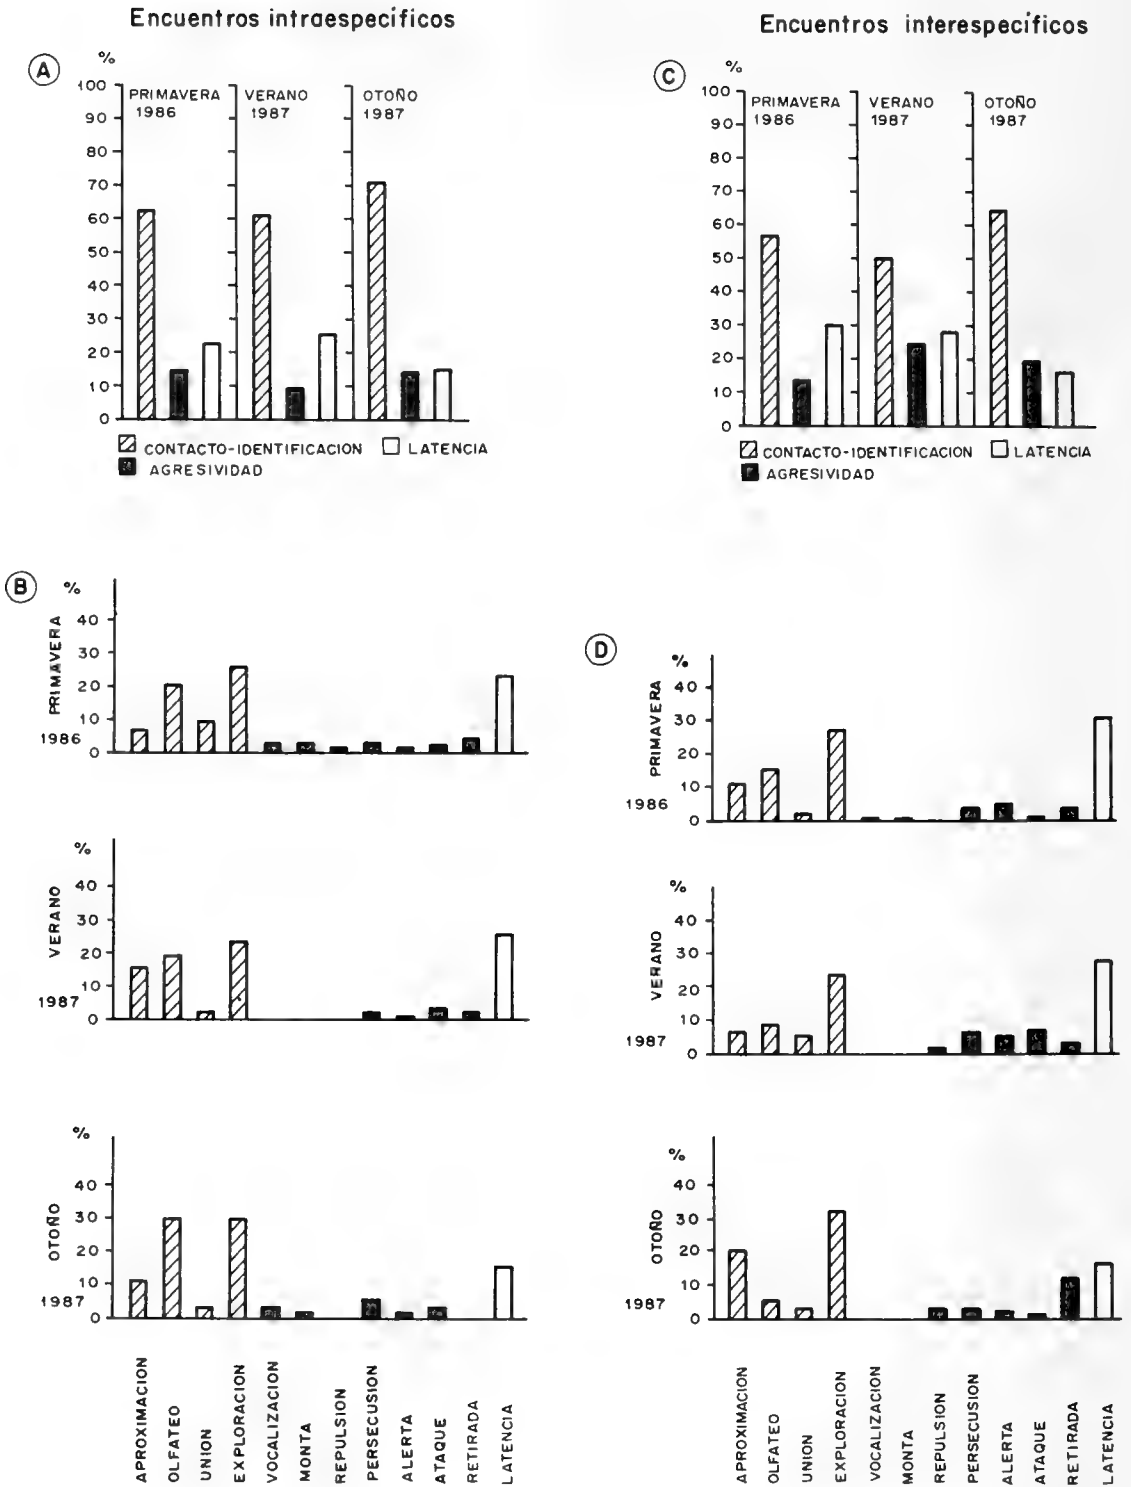 Encuentros intraespecíficos
A
%
100
90
80
70
60
50
40
30
20
10
0
PRIMAVERA
1986
VERANO
1987
OTOÑO
1987
CONTACTO-IDENTIFICACION
LATENCIA
AGRESIVIDAD
Encuentros interespecíficos
C
%
100
90
80
70
60
50
40
30
20
10
0
PRIMAVERA
1986
VERANO
1987
OTOÑO
1987
CONTACTO-IDENTIFICACION
LATENCIA
AGRESIVIDAD
B
%
40
30
20
10
0
PRIMAVERA
1986
%
40
30
20
10
0
VERANO
1987
%
40
30
20
10
0
OTOÑO
1987
APROXIMACION
OLFATEO
UNION
EXPLORACION
VOCALIZACION
MONTA
REPULSION
PERSECUSION
ALERTA
ATAQUE
RETIRADA
LATENCIA
D
%
40
30
20
10
0
PRIMAVERA
1986
%
40
30
20
10
0
VERANO
1987
%
40
30
20
10
0
OTOÑO
1987
APROXIMACION
OLFATEO
UNION
EXPLORACION
VOCALIZACION
MONTA
REPULSION
PERSECUSION
ALERTA
ATAQUE
RETIRADA
LATENCIA